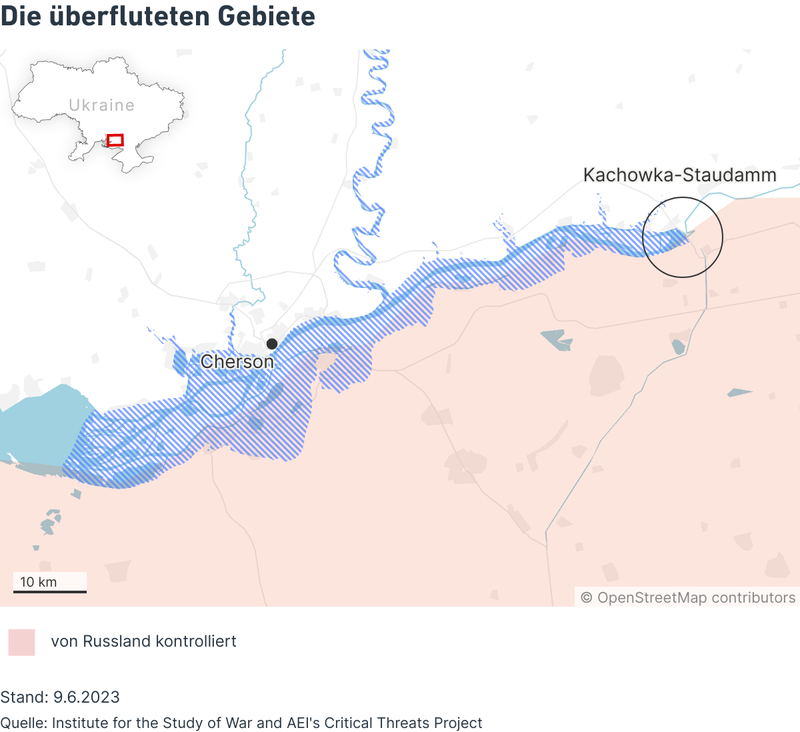 Die überfluteten Gebiete
Ukraine
Kachowka-Staudamm
Cherson
10 km
© OpenStreetMap contributors
von Russland kontrolliert
Stand: 9.6.2023
Quelle: Institute for the Study of War and AEI's Critical Threats Project